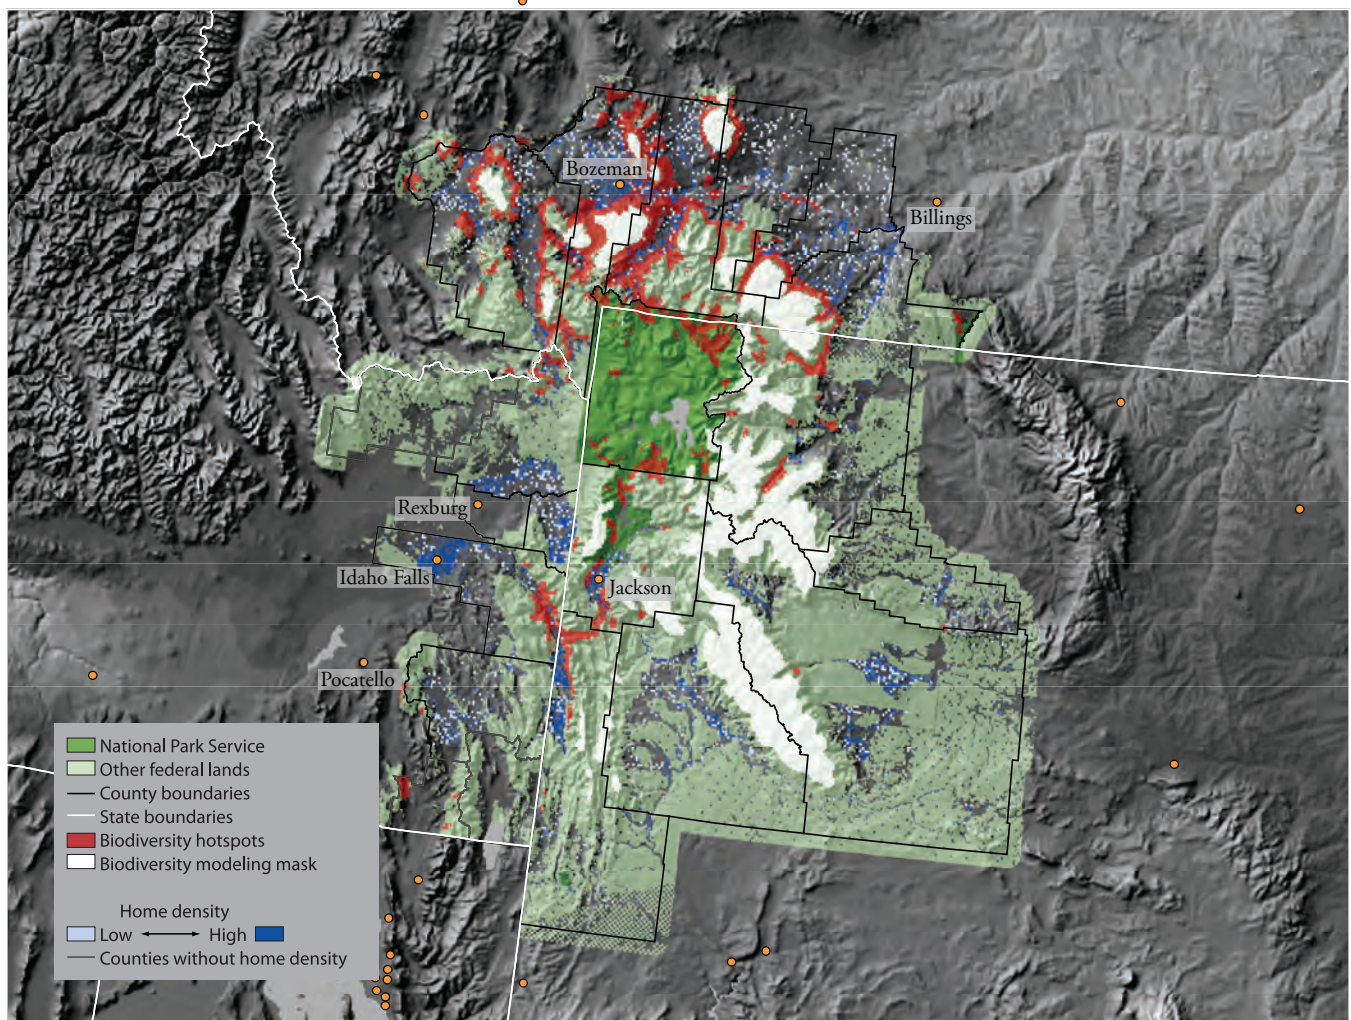 Bozeman
Billings
Rexburg
Idaho Falls
Jackson
Pocatello
National Park Service
Other federal lands
County boundaries
State boundaries
Biodiversity hotspots
Biodiversity modeling mask
Home density
Low High
Counties without home density